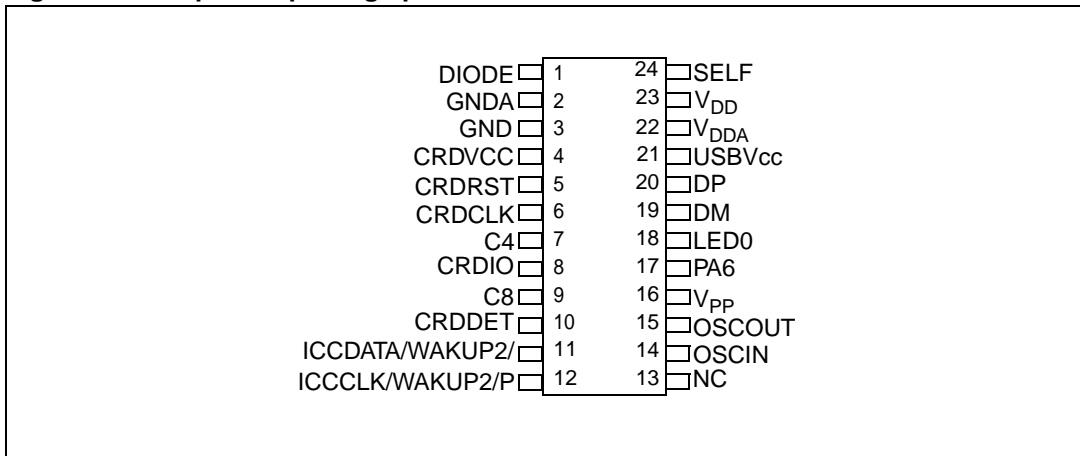 DIODE 1 24 SELF
GNDA 2 23 VDD
GND 3 22 VDDA
CRDVCC 4 21 USBVcc
CRDRST 5 20 DP
CRDCLK 6 19 DM
C4 7 18 LED0
CRDIO 8 17 PA6
C8 9 16 VPP
CRDDET 10 15 OSCOUT
ICCDATA/WAKUP2/ 11 14 OSCIN
ICCCLK/WAKUP2/P 12 13 NC